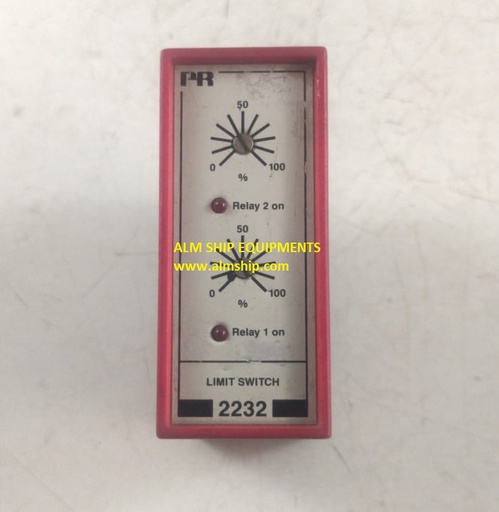 PR
50
0 100
%
Relay 2 on
50
ALM SHIP EQUIPMENTS
www.almship.com
0 100
%
Relay 1 on
LIMIT SWITCH
2232